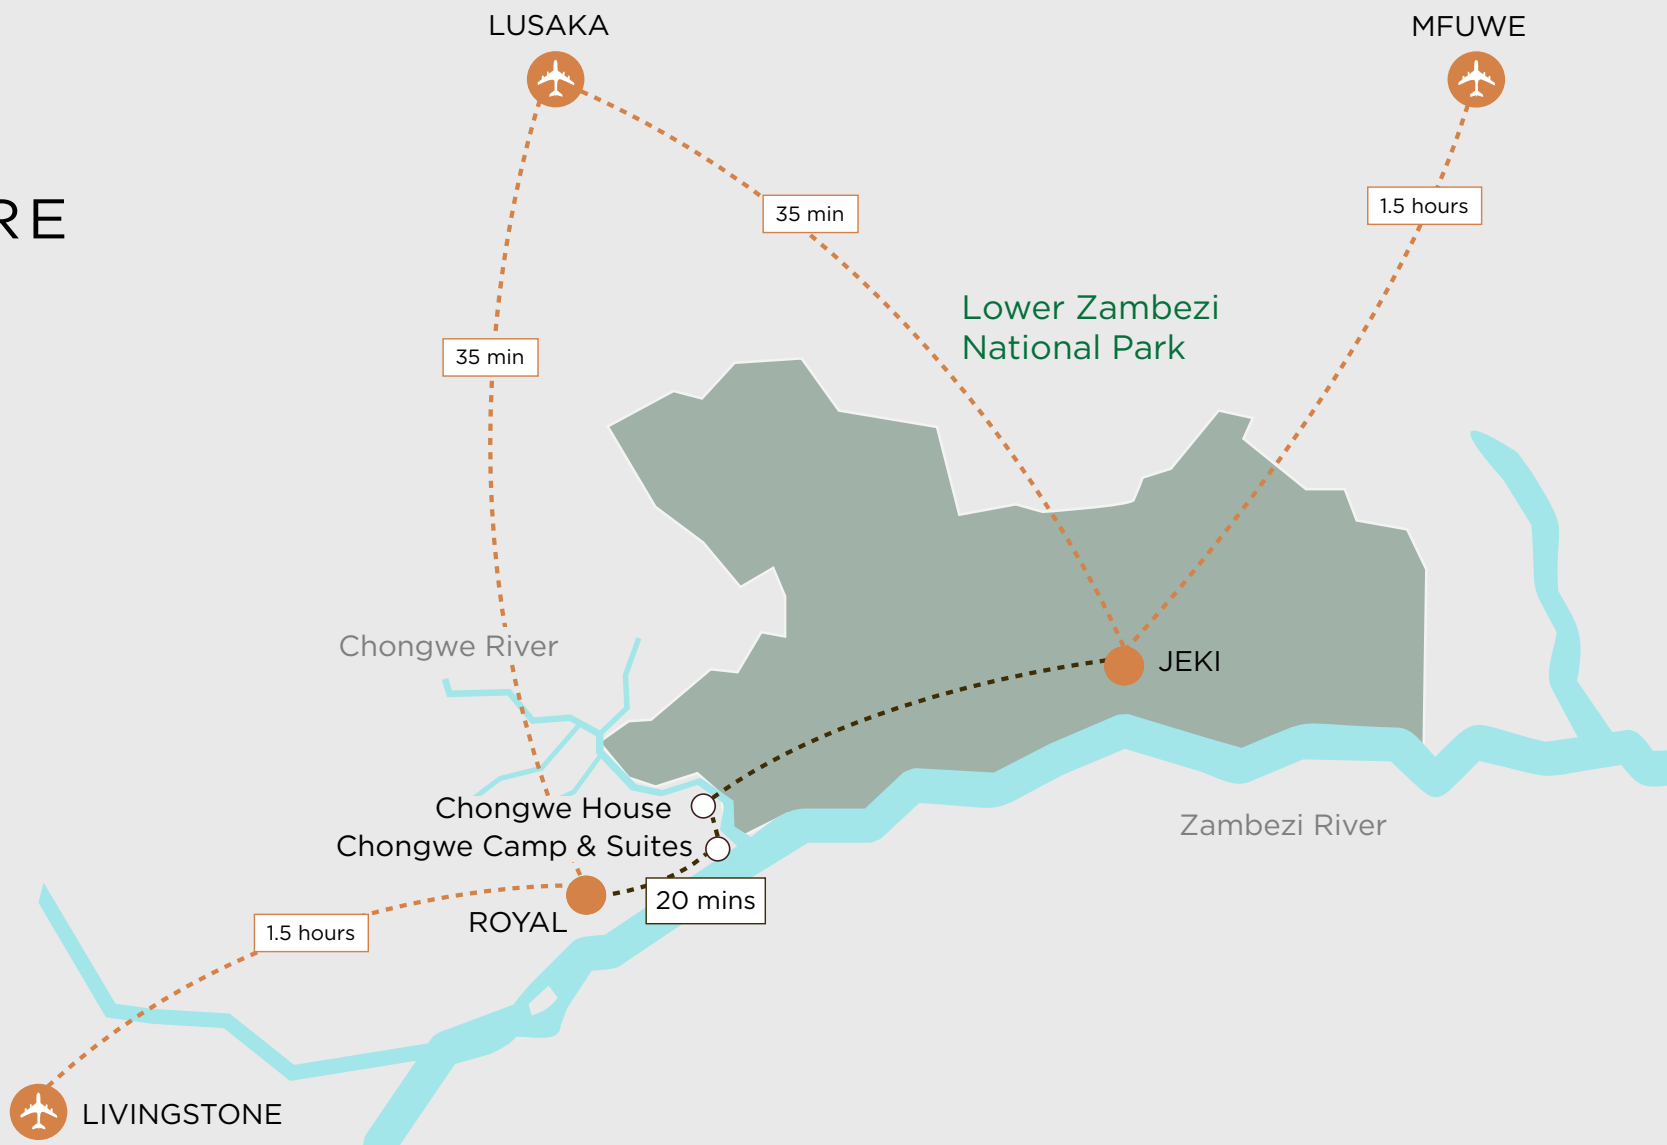 LUSAKA
MFUWE
RE
35 min
1.5 hours
Lower Zambezi
National Park
35 min
Chongwe River
JEKI
Chongwe House
Zambezi River
Chongwe Camp & Suites
20 mins
ROYAL
1.5 hours
LIVINGSTONE